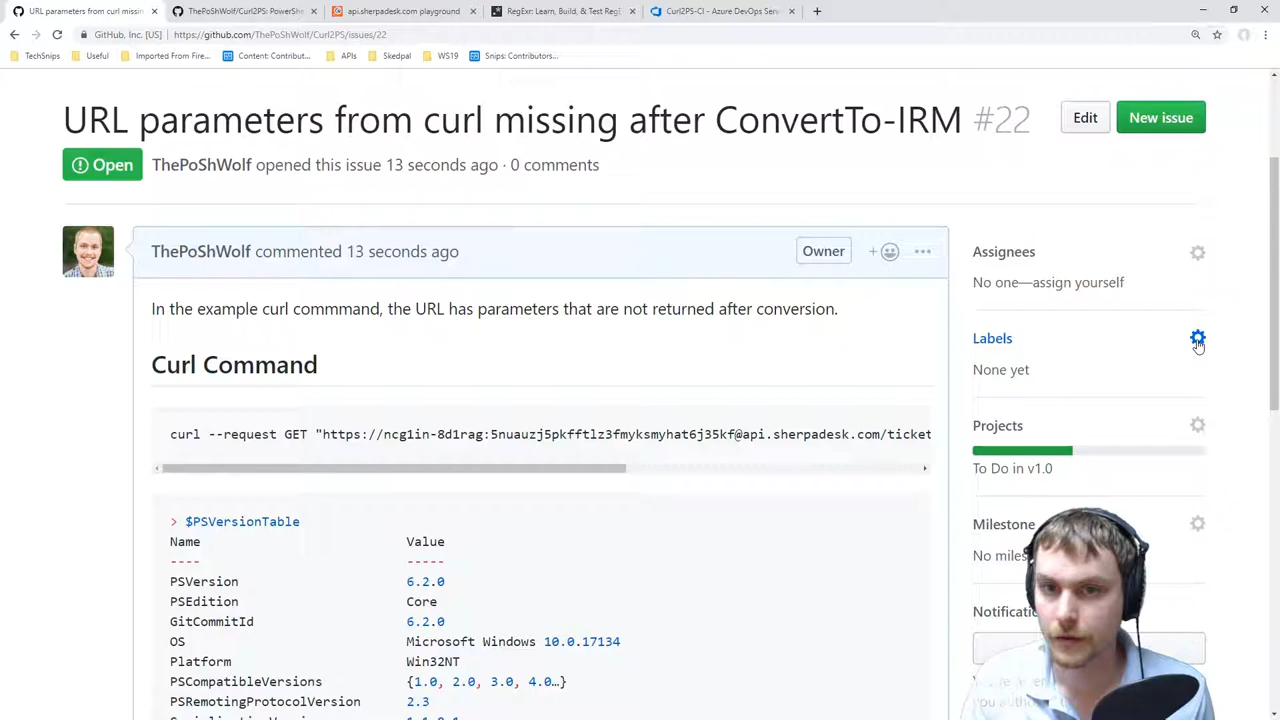 URL parameters from curl missin
ThePoShWolf/Curl2PS: PowerShe
api.sherpadesk.com playground
RegExr: Learn, Build, & Test RegE
Curl2PS-CI - Azure DevOps Serv
GitHub, Inc. [US]
https://github.com/ThePoShWolf/Curl2PS/issues/22
TechSnips
Useful
Imported From Fire...
Content: Contribut...
APIs
Skedpal
WS19
Snips: Contributors...
URL parameters from curl missing after ConvertTo-IRM #22
Edit
New issue
Open
ThePoShWolf opened this issue 13 seconds ago · 0 comments
ThePoShWolf commented 13 seconds ago
Owner
In the example curl commmand, the URL has parameters that are not returned after conversion.
Curl Command
curl --request GET "https://ncg1in-8d1rag:5nuauzj5pkfftlz3fmyksmyhat6j35kf@api.sherpadesk.com/ticket
> $PSVersionTable
Name Value
---- -----
PSVersion 6.2.0
PSEdition Core
GitCommitId 6.2.0
OS Microsoft Windows 10.0.17134
Platform Win32NT
PSCompatibleVersions {1.0, 2.0, 3.0, 4.0…}
PSRemotingProtocolVersion 2.3
Assignees
No one—assign yourself
Labels
None yet
Projects
To Do in v1.0
Milestone
No miles
Notificati